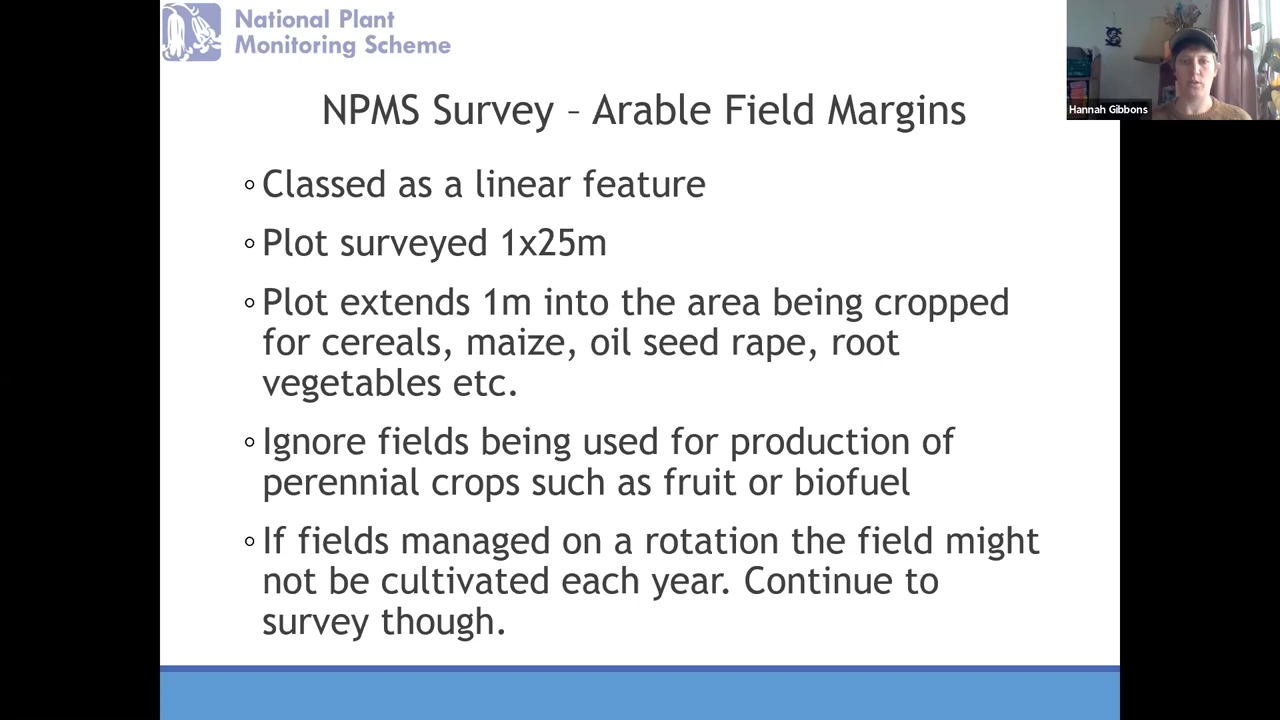 National Plant
Monitoring Scheme
Hannah Gibbons
NPMS Survey – Arable Field Margins
◦ Classed as a linear feature
◦ Plot surveyed 1x25m
◦ Plot extends 1m into the area being cropped
for cereals, maize, oil seed rape, root
vegetables etc.
◦ Ignore fields being used for production of
perennial crops such as fruit or biofuel
◦ If fields managed on a rotation the field might
not be cultivated each year. Continue to
survey though.